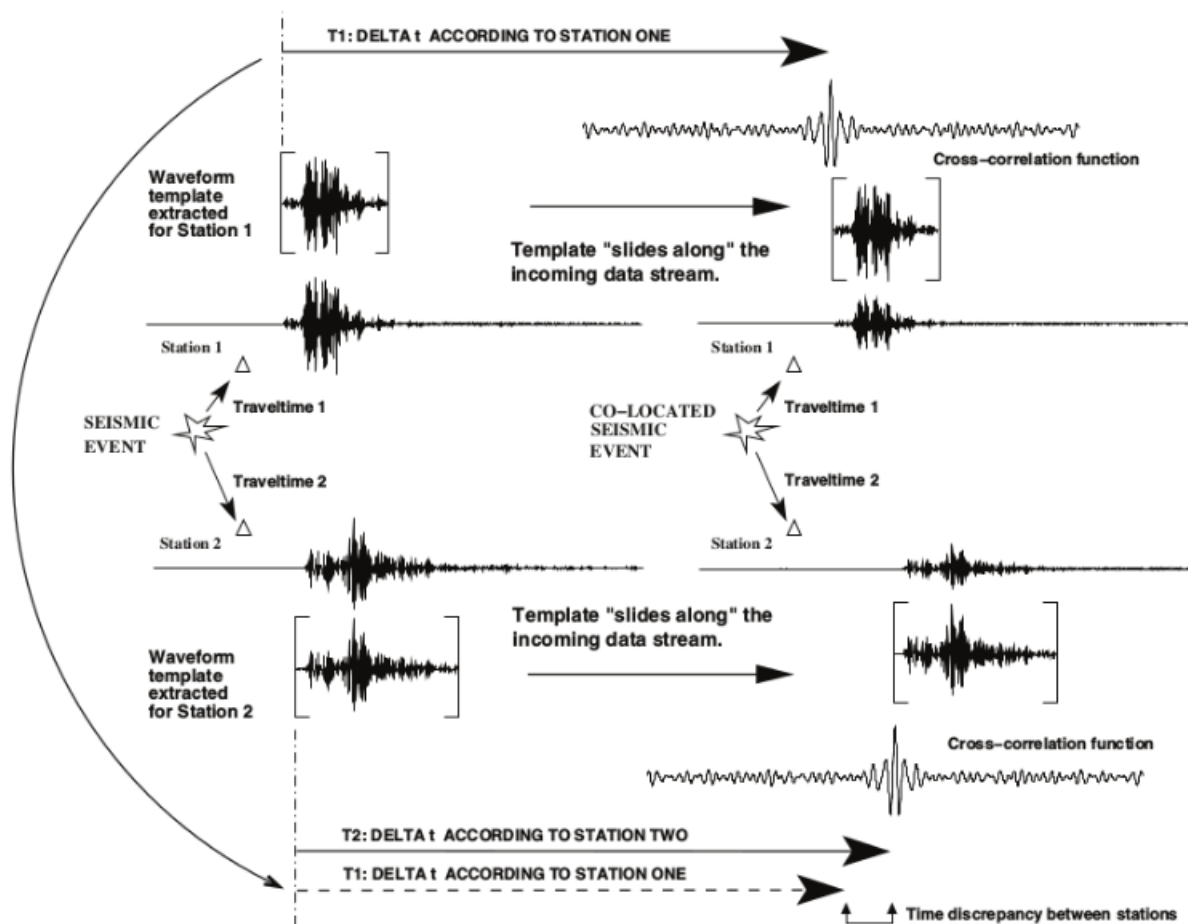 T1: DELTA t ACCORDING TO STATION ONE
Cross-correlation function
Waveform
template
extracted
for Station 1
Template "slides along" the
incoming data stream.
Station 1
Station 1
Traveltime 1
Traveltime 1
SEISMIC
EVENT
CO-LOCATED
SEISMIC
EVENT
Traveltime 2
Traveltime 2
Station 2
Station 2
Template "slides along" the
incoming data stream.
Waveform
template
extracted
for Station 2
Cross-correlation function
T2: DELTA t ACCORDING TO STATION TWO
T1: DELTA t ACCORDING TO STATION ONE
Time discrepancy between stations